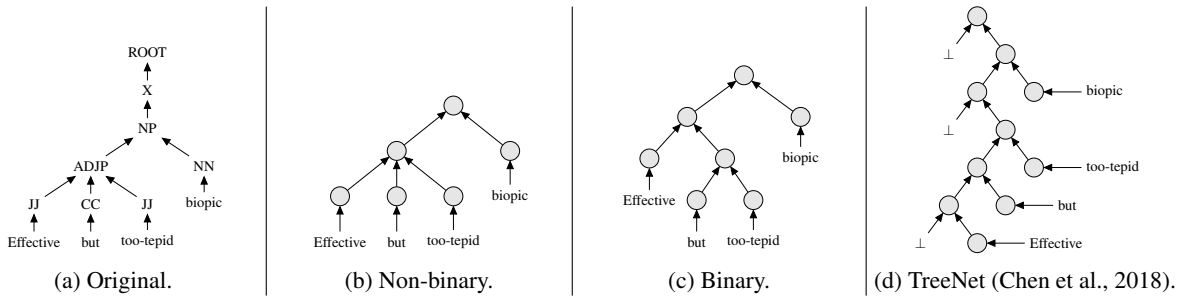 ROOT
X
NP
ADJP NN
JJ CC JJ biopic
Effective but too-tepid
(a) Original.
biopic
Effective but too-tepid
(b) Non-binary.
biopic
Effective
but too-tepid
(c) Binary.
⊥
biopic
⊥
too-tepid
but
⊥ Effective
(d) TreeNet (Chen et al., 2018).